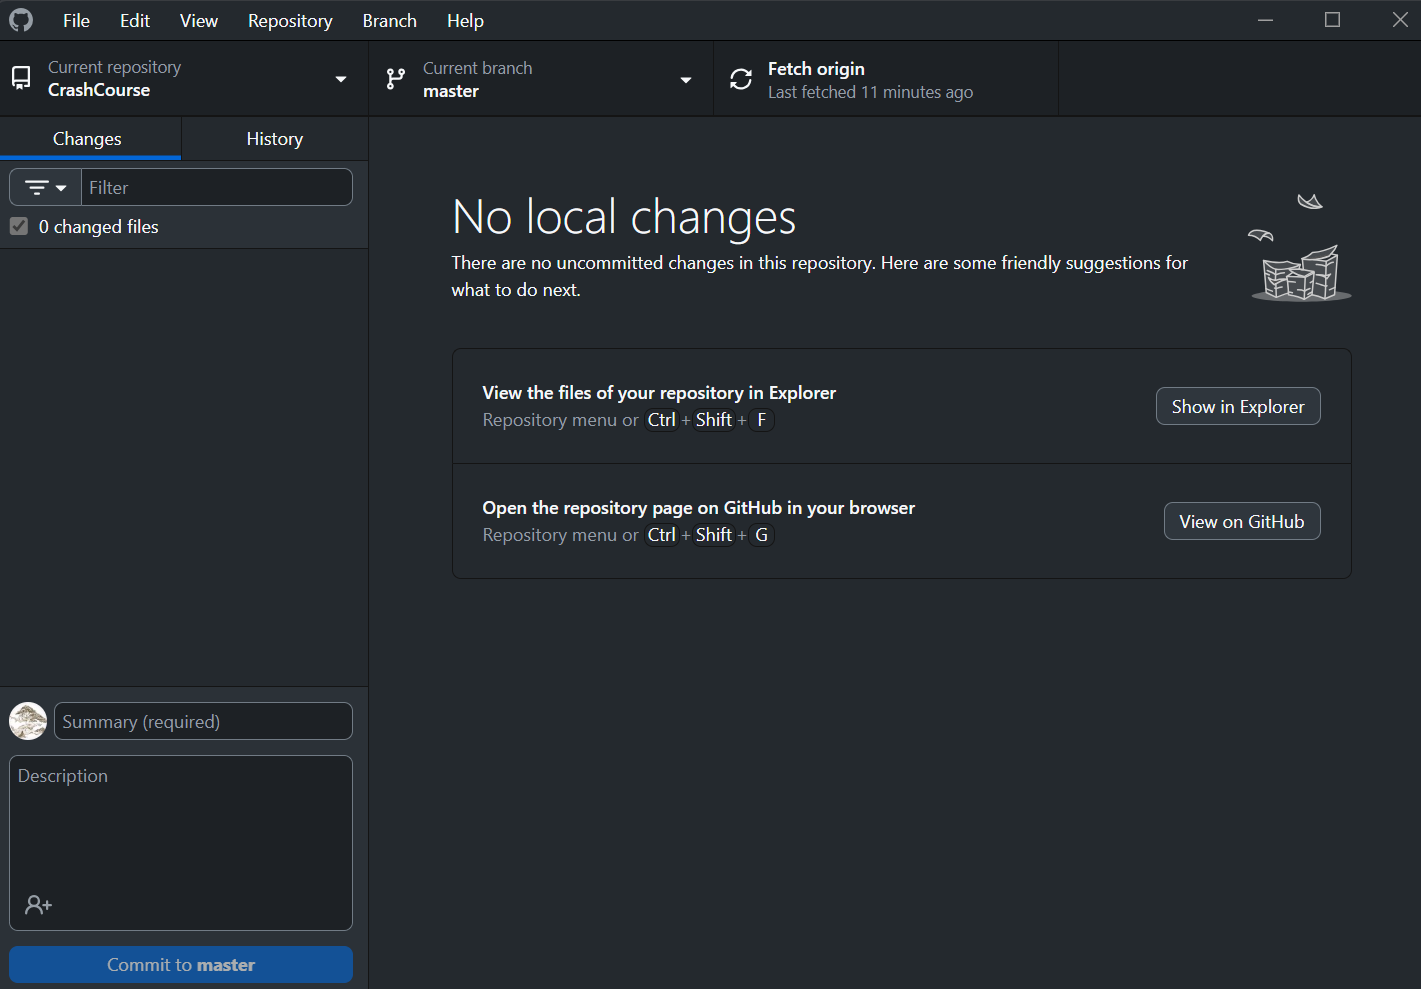 File Edit View Repository Branch Help
Current repository
CrashCourse
Current branch
master
Fetch origin
Last fetched 11 minutes ago
Changes
History
Filter
0 changed files
No local changes
There are no uncommitted changes in this repository. Here are some friendly suggestions for
what to do next.
View the files of your repository in Explorer
Repository menu or Ctrl + Shift + F
Show in Explorer
Open the repository page on GitHub in your browser
Repository menu or Ctrl + Shift + G
View on GitHub
Summary (required)
Description
Commit to master